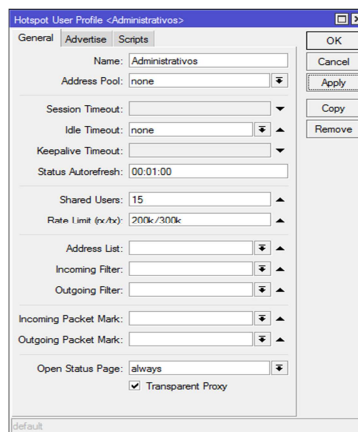 Hotspot User Profile <Administrativos>
General Advertise Scripts
OK
Name: Administrativos
Cancel
Address Pool: none
Apply
Session Timeout:
Copy
Idle Timeout: none
Remove
Keepalive Timeout:
Status Autorefresh: 00:01:00
Shared Users: 15
Rate Limit (rx/tx): 200k/300k
Address List:
Incoming Filter:
Outgoing Filter:
Incoming Packet Mark:
Outgoing Packet Mark:
Open Status Page: always
Transparent Proxy
default